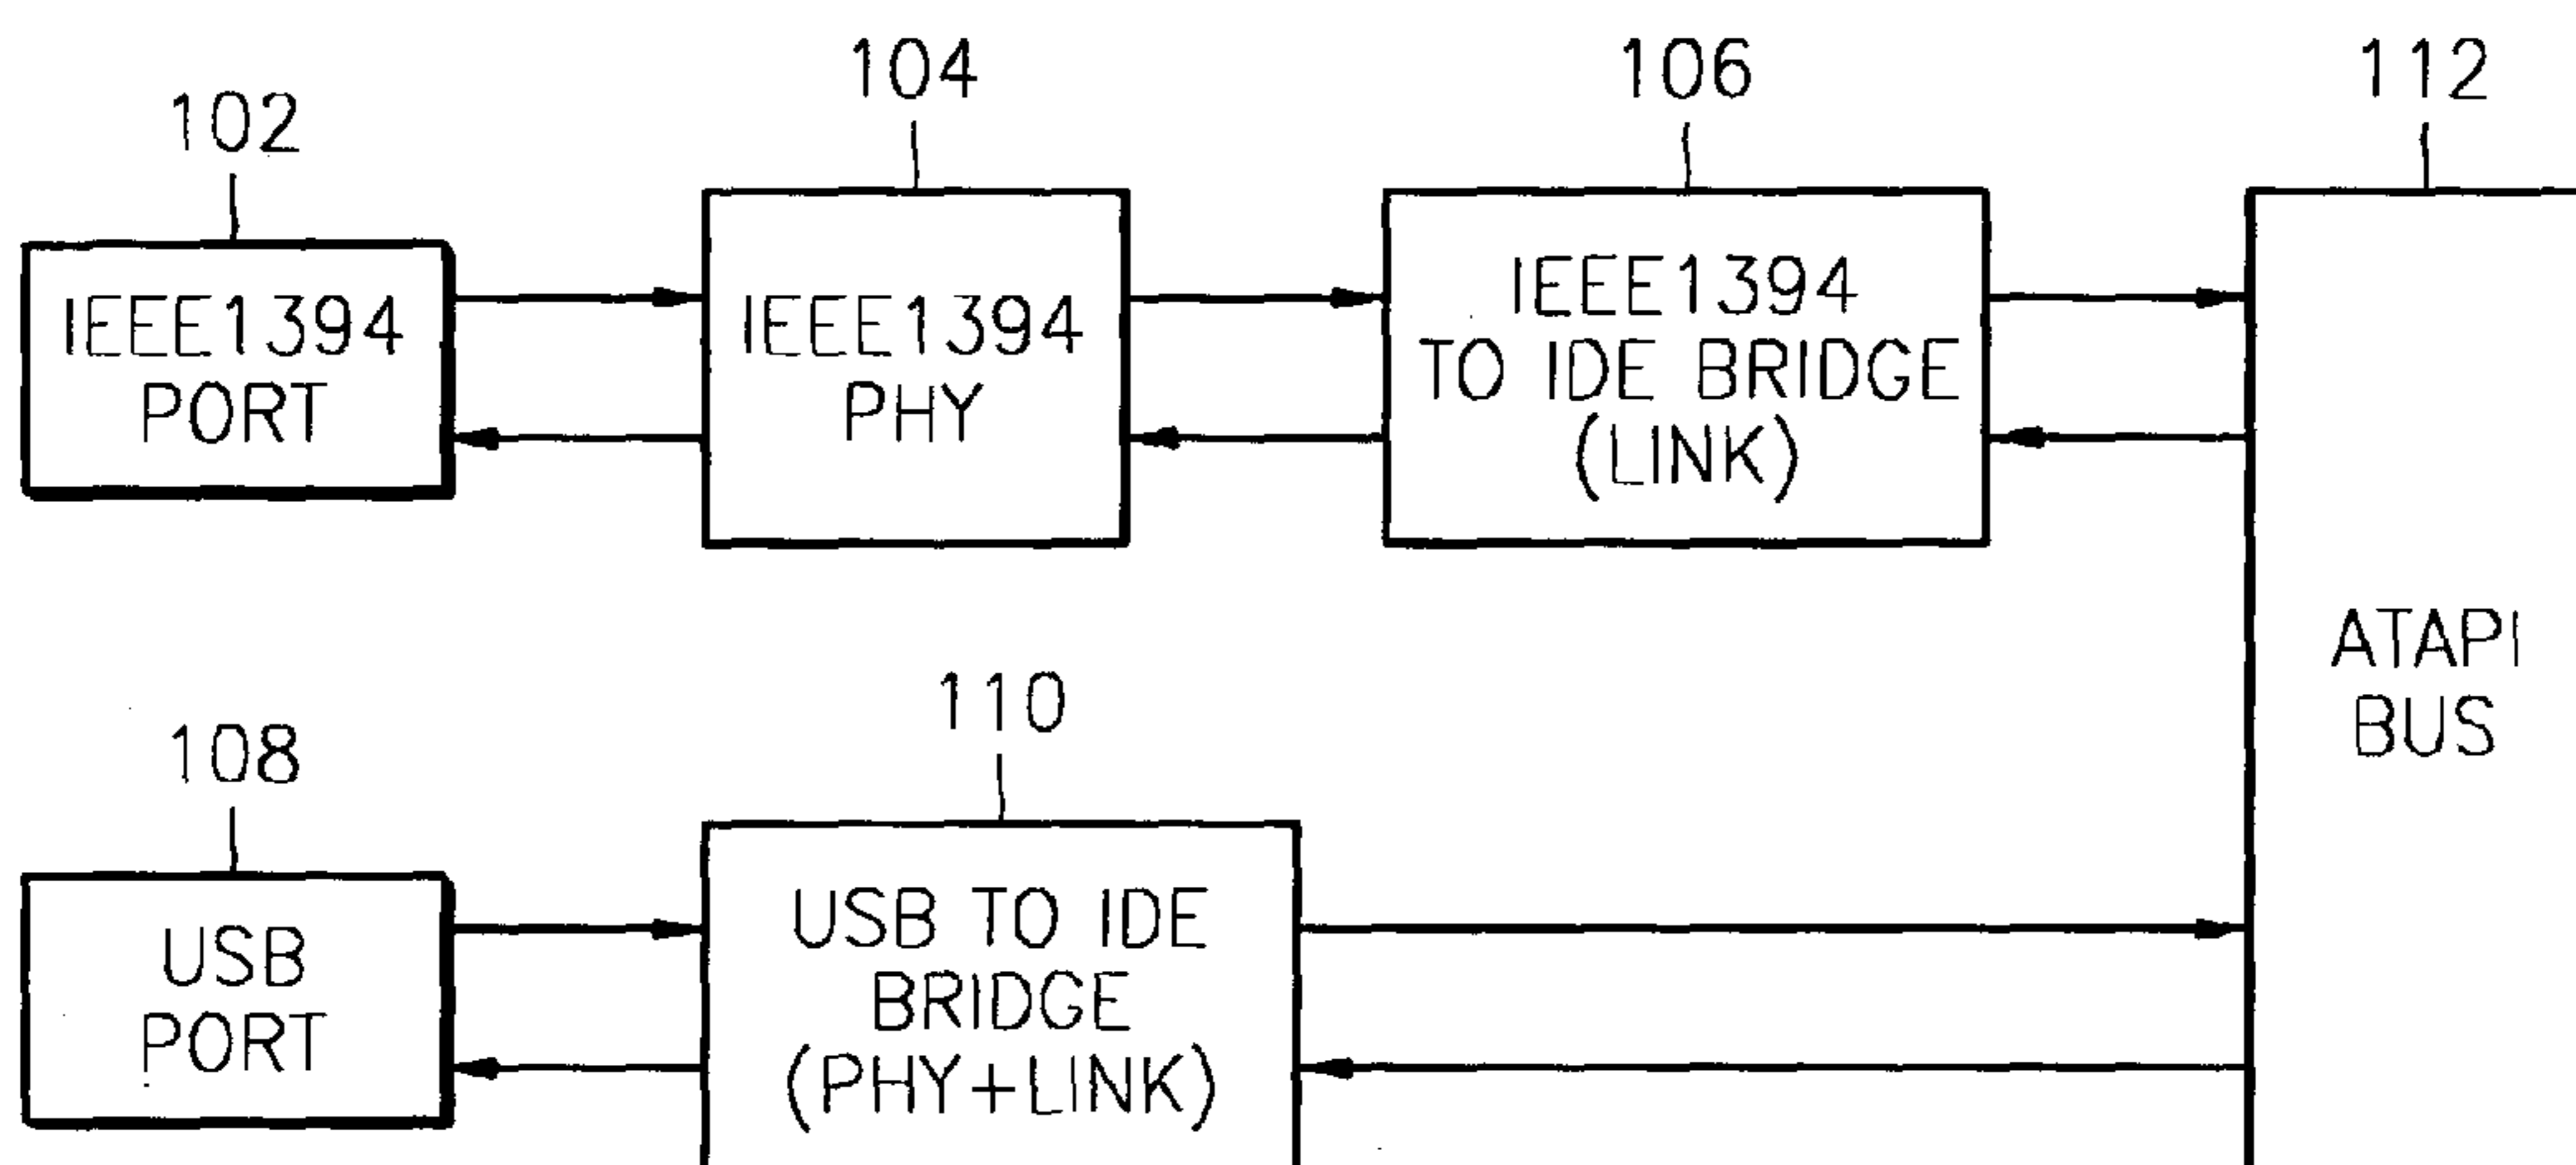 102
104
106
112
IEEE1394
PORT
IEEE1394
PHY
IEEE1394
TO IDE BRIDGE
(LINK)
ATAPI
BUS
108
110
USB
PORT
USB TO IDE
BRIDGE
(PHY+LINK)